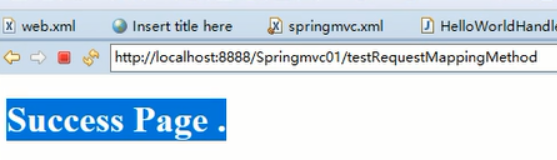 web.xml Insert title here springmvc.xml HelloWorldHandle
http://localhost:8888/Springmvc01/testRequestMappingMethod
Success Page .